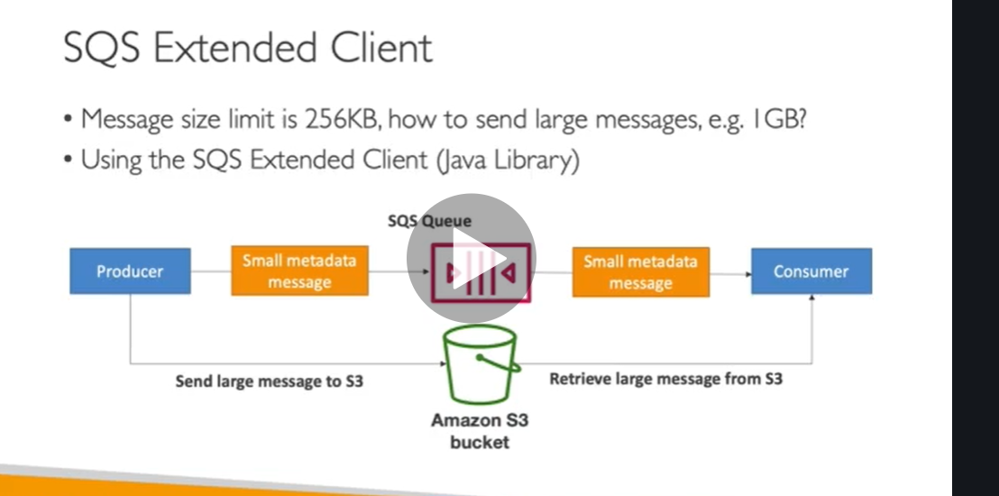 SQS Extended Client
• Message size limit is 256KB, how to send large messages, e.g. 1GB?
• Using the SQS Extended Client (Java Library)
SQS Queue
Producer
Small metadata
message
Small metadata
message
Consumer
Send large message to S3
Retrieve large message from S3
Amazon S3
bucket